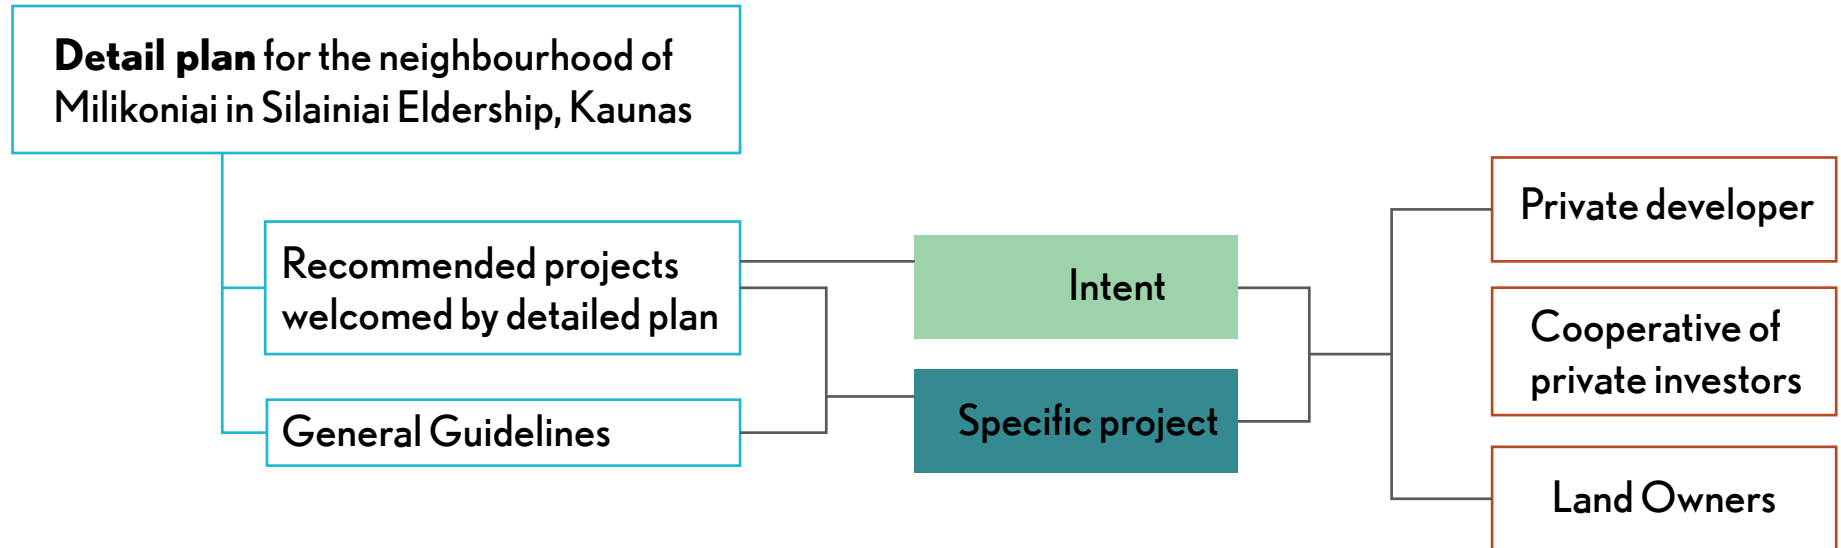 Detail plan for the neighbourhood of
Milikoniai in Silainiai Eldership, Kaunas
Recommended projects
welcomed by detailed plan
General Guidelines
Intent
Specific project
Private developer
Cooperative of
private investors
Land Owners